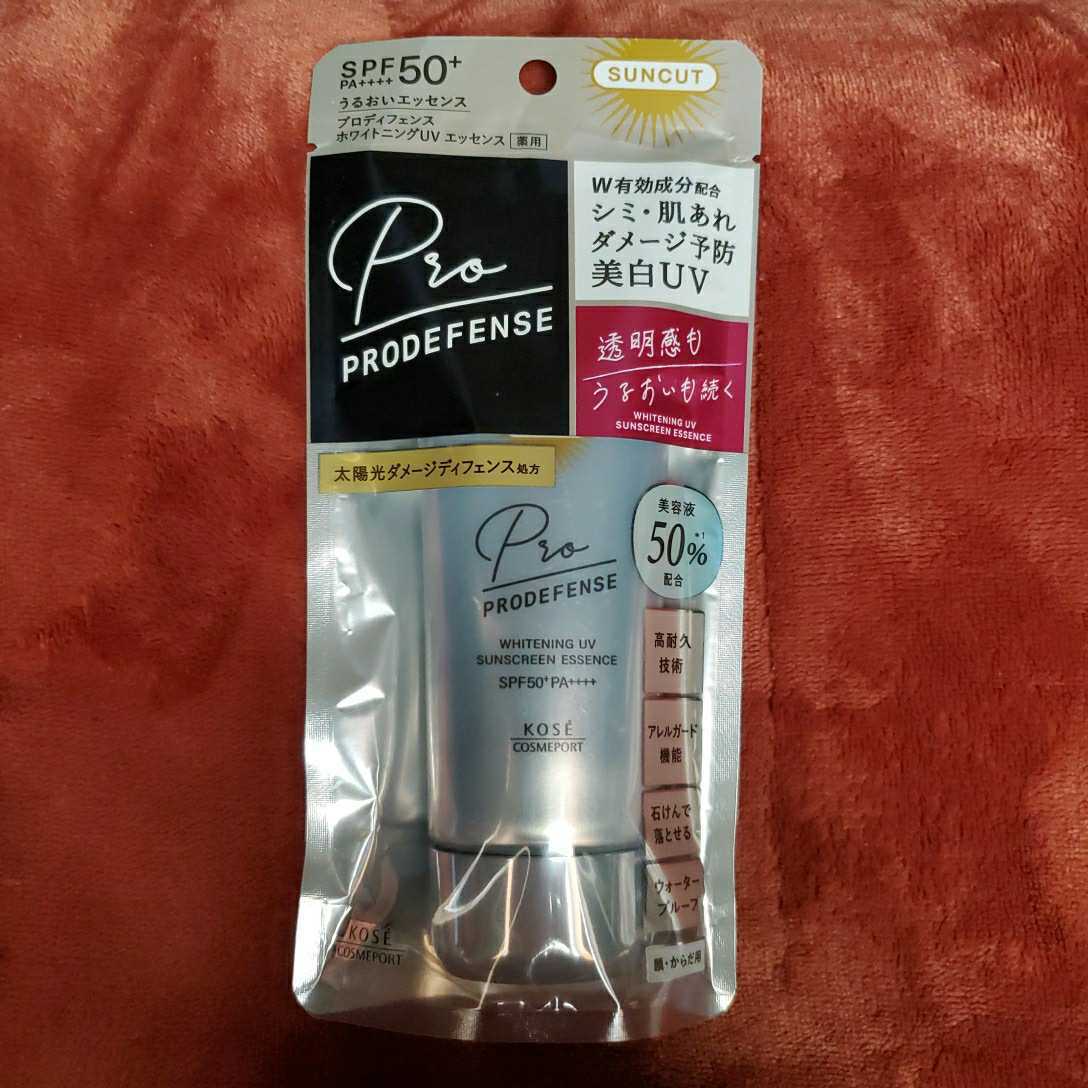 SPF50+
PA++++
SUNCUT
うるおいエッセンス
プロディフェンス
ホワイトニングUV エッセンス 薬用
Pro
PRODEFENSE
W有効成分配合
シミ・肌あれ
ダメージ予防
美白UV
透明感も
うるおいも続く
WHITENING UV
SUNSCREEN ESSENCE
太陽光ダメージディフェンス処方
美容液
50%*1
配合
Pro
PRODEFENSE
WHITENING UV
SUNSCREEN ESSENCE
SPF50+PA++++
KOSÉ
COSMEPORT
高耐久
技術
アレルガード
機能
石けんで
落とせる
ウォーター
プルーフ
顔・からだ用
KOSÉ
COSMEPORT